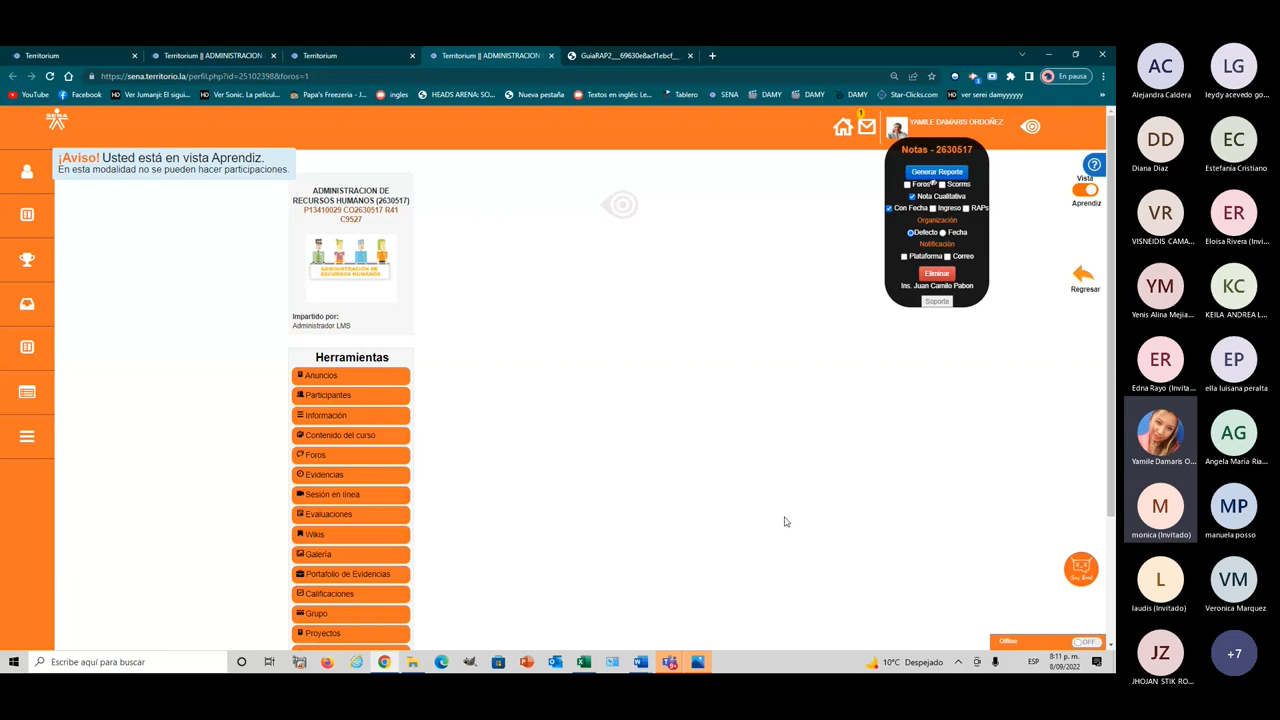 Territorium
Territorium || ADMINISTRACION
Territorium
Territorium || ADMINISTRACION
GuiaRAP2__69630e8acf1ebcf_
https://sena.territorio.la/perfil.php?id=25102398&foros=1
En pausa
YouTube
Facebook
Ver Jumanji: El sigui...
Ver Sonic. La pelicu...
Papa's Freezeria - J...
ingles
HEADS ARENA: SO...
Nueva pestaña
Textos en inglés: Le...
Tablero
SENA
DAMY
DAMY
DAMY
Star-Clicks.com
ver serei damyyyyyy
SENA
1
YAMILE DAMARIS ORDOÑEZ
¡Aviso! Usted está en vista Aprendiz.
En esta modalidad no se pueden hacer participaciones.
Notas - 2630517
Generar Reporte
Foros Scorms
Nota Cualitativa
Con Fecha Ingreso RAPs
Organización
Defecto Fecha
Notificación
Plataforma Correo
Eliminar
Ins. Juan Camilo Pabon
Soporte
Vista
Aprendiz
Regresar
ADMINISTRACION DE
RECURSOS HUMANOS (2630517)
P13410029 CO2630517 R41
C9527
ADMINISTRACIÓN DE
RECURSOS HUMANOS
Impartido por:
Administrador LMS
Herramientas
Anuncios
Participantes
Información
Contenido del curso
Foros
Evidencias
Sesión en línea
Evaluaciones
Wikis
Galería
Portafolio de Evidencias
Calificaciones
Grupo
Proyectos
Offline
OFF
Escribe aquí para buscar
10°C Despejado
ESP
8:11 p. m.
8/09/2022
AC
Alejandra Caldera
LG
leydy acevedo go...
DD
Diana Diaz
EC
Estefanía Cristiano
VR
VISNEIDIS CAMA...
ER
Eloisa Rivera (Invi...
YM
Yenis Alina Mejia...
KC
KEILA ANDREA L...
ER
Edna Rayo (Invita...
EP
ella luisana peralta
Yamile Damaris O...
AG
Angela Maria Ria...
M
monica (Invitado)
MP
manuela posso
L
laudis (Invitado)
VM
Veronica Marquez
JZ
JHOJAN STIK RO...
+7